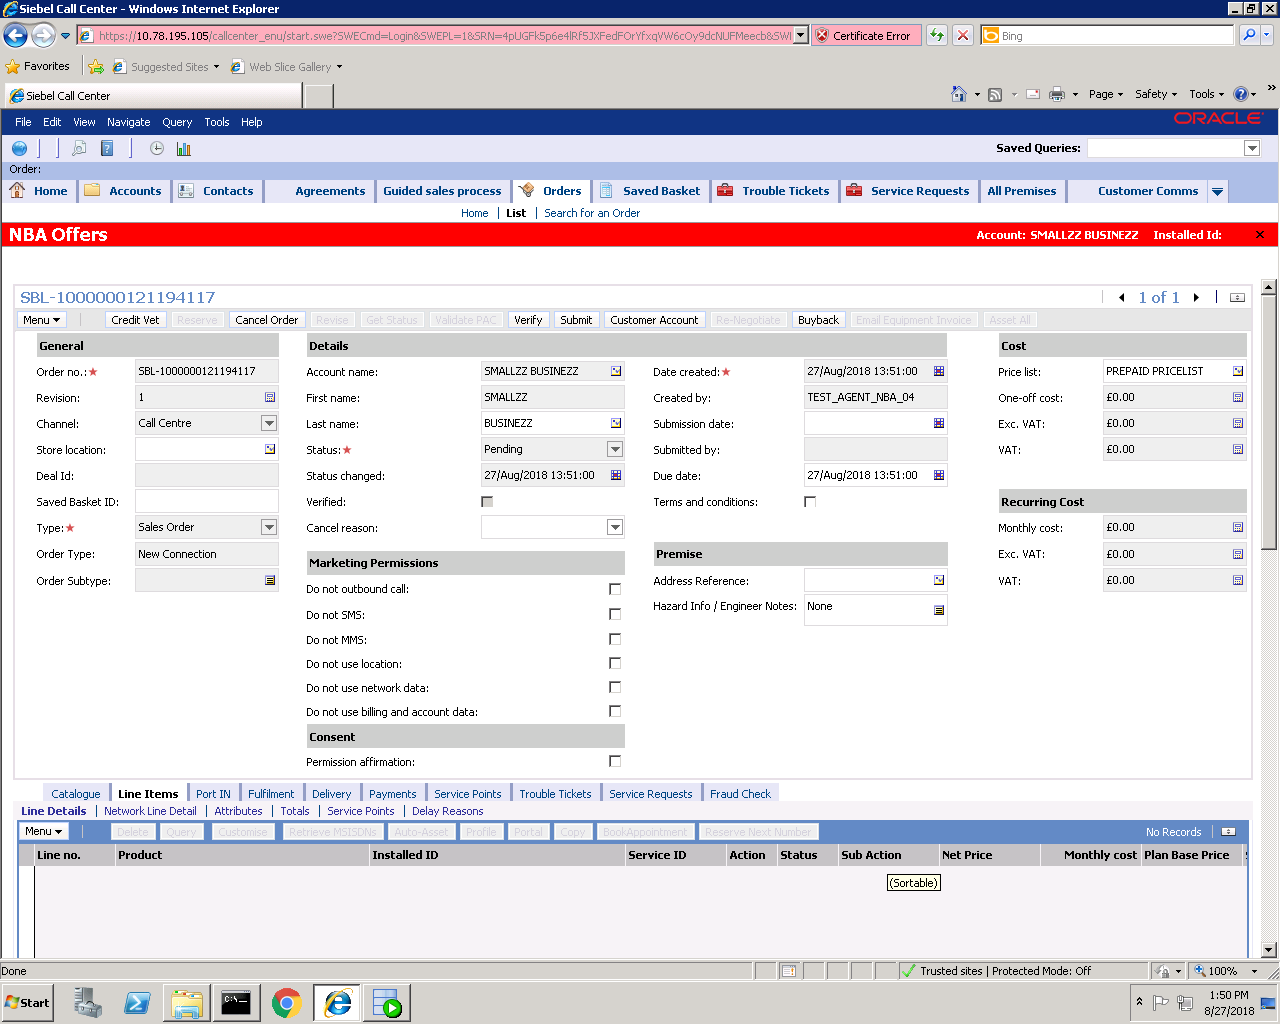 Siebel Call Center - Windows Internet Explorer
https://10.78.195.105/callcenter_enu/start.swe?SWECmd=Login&SWEPL=1&SRN=
Certificate Error
Bing
Favorites Suggested Sites Web Slice Gallery
Siebel Call Center
Page Safety Tools
File Edit View Navigate Query Tools Help
ORACLE
Saved Queries:
Order:
Home Accounts Contacts Agreements Guided sales process Orders Saved Basket Trouble Tickets Service Requests All Premises Customer Comms
Home | List | Search for an Order
NBA Offers Account: SMALLZZ BUSINEZZ Installed Id:
SBL-1000000121194117 1 of 1
Menu Credit Vet Reserve Cancel Order Revise Get Status Validate PAC Verify Submit Customer Account Re-Negotiate Buyback Email Equipment Invoice Asset All
General Details Cost
Order no.:★ SBL-1000000121194117 Account name: SMALLZZ BUSINEZZ Date created:★ 27/Aug/2018 13:51:00 Price list: PREPAID PRICELIST
Revision: 1 First name: SMALLZZ Created by: TEST_AGENT_NBA_04 One-off cost: £0.00
Channel: Call Centre Last name: BUSINEZZ Submission date: Exc. VAT: £0.00
Store location: Status:★ Pending Submitted by: VAT: £0.00
Deal Id: Status changed: 27/Aug/2018 13:51:00 Due date: 27/Aug/2018 13:51:00
Saved Basket ID: Verified: Terms and conditions: Recurring Cost
Type:★ Sales Order Cancel reason: Monthly cost: £0.00
Order Type: New Connection Marketing Permissions Premise Exc. VAT: £0.00
Order Subtype: Do not outbound call: Address Reference: VAT: £0.00
Do not SMS: Hazard Info / Engineer Notes: None
Do not MMS:
Do not use location:
Do not use network data:
Do not use billing and account data:
Consent
Permission affirmation:
Catalogue Line Items Port IN Fulfilment Delivery Payments Service Points Trouble Tickets Service Requests Fraud Check
Line Details | Network Line Detail | Attributes | Totals | Service Points | Delay Reasons
Menu Delete Query Customise Retrieve MSISDNs Auto-Asset Profile Portal Copy BookAppointment Reserve Next Number No Records
Line no. Product Installed ID Service ID Action Status Sub Action Net Price Monthly cost Plan Base Price
(Sortable)
Done Trusted sites | Protected Mode: Off 100%
Start 1:50 PM
8/27/2018